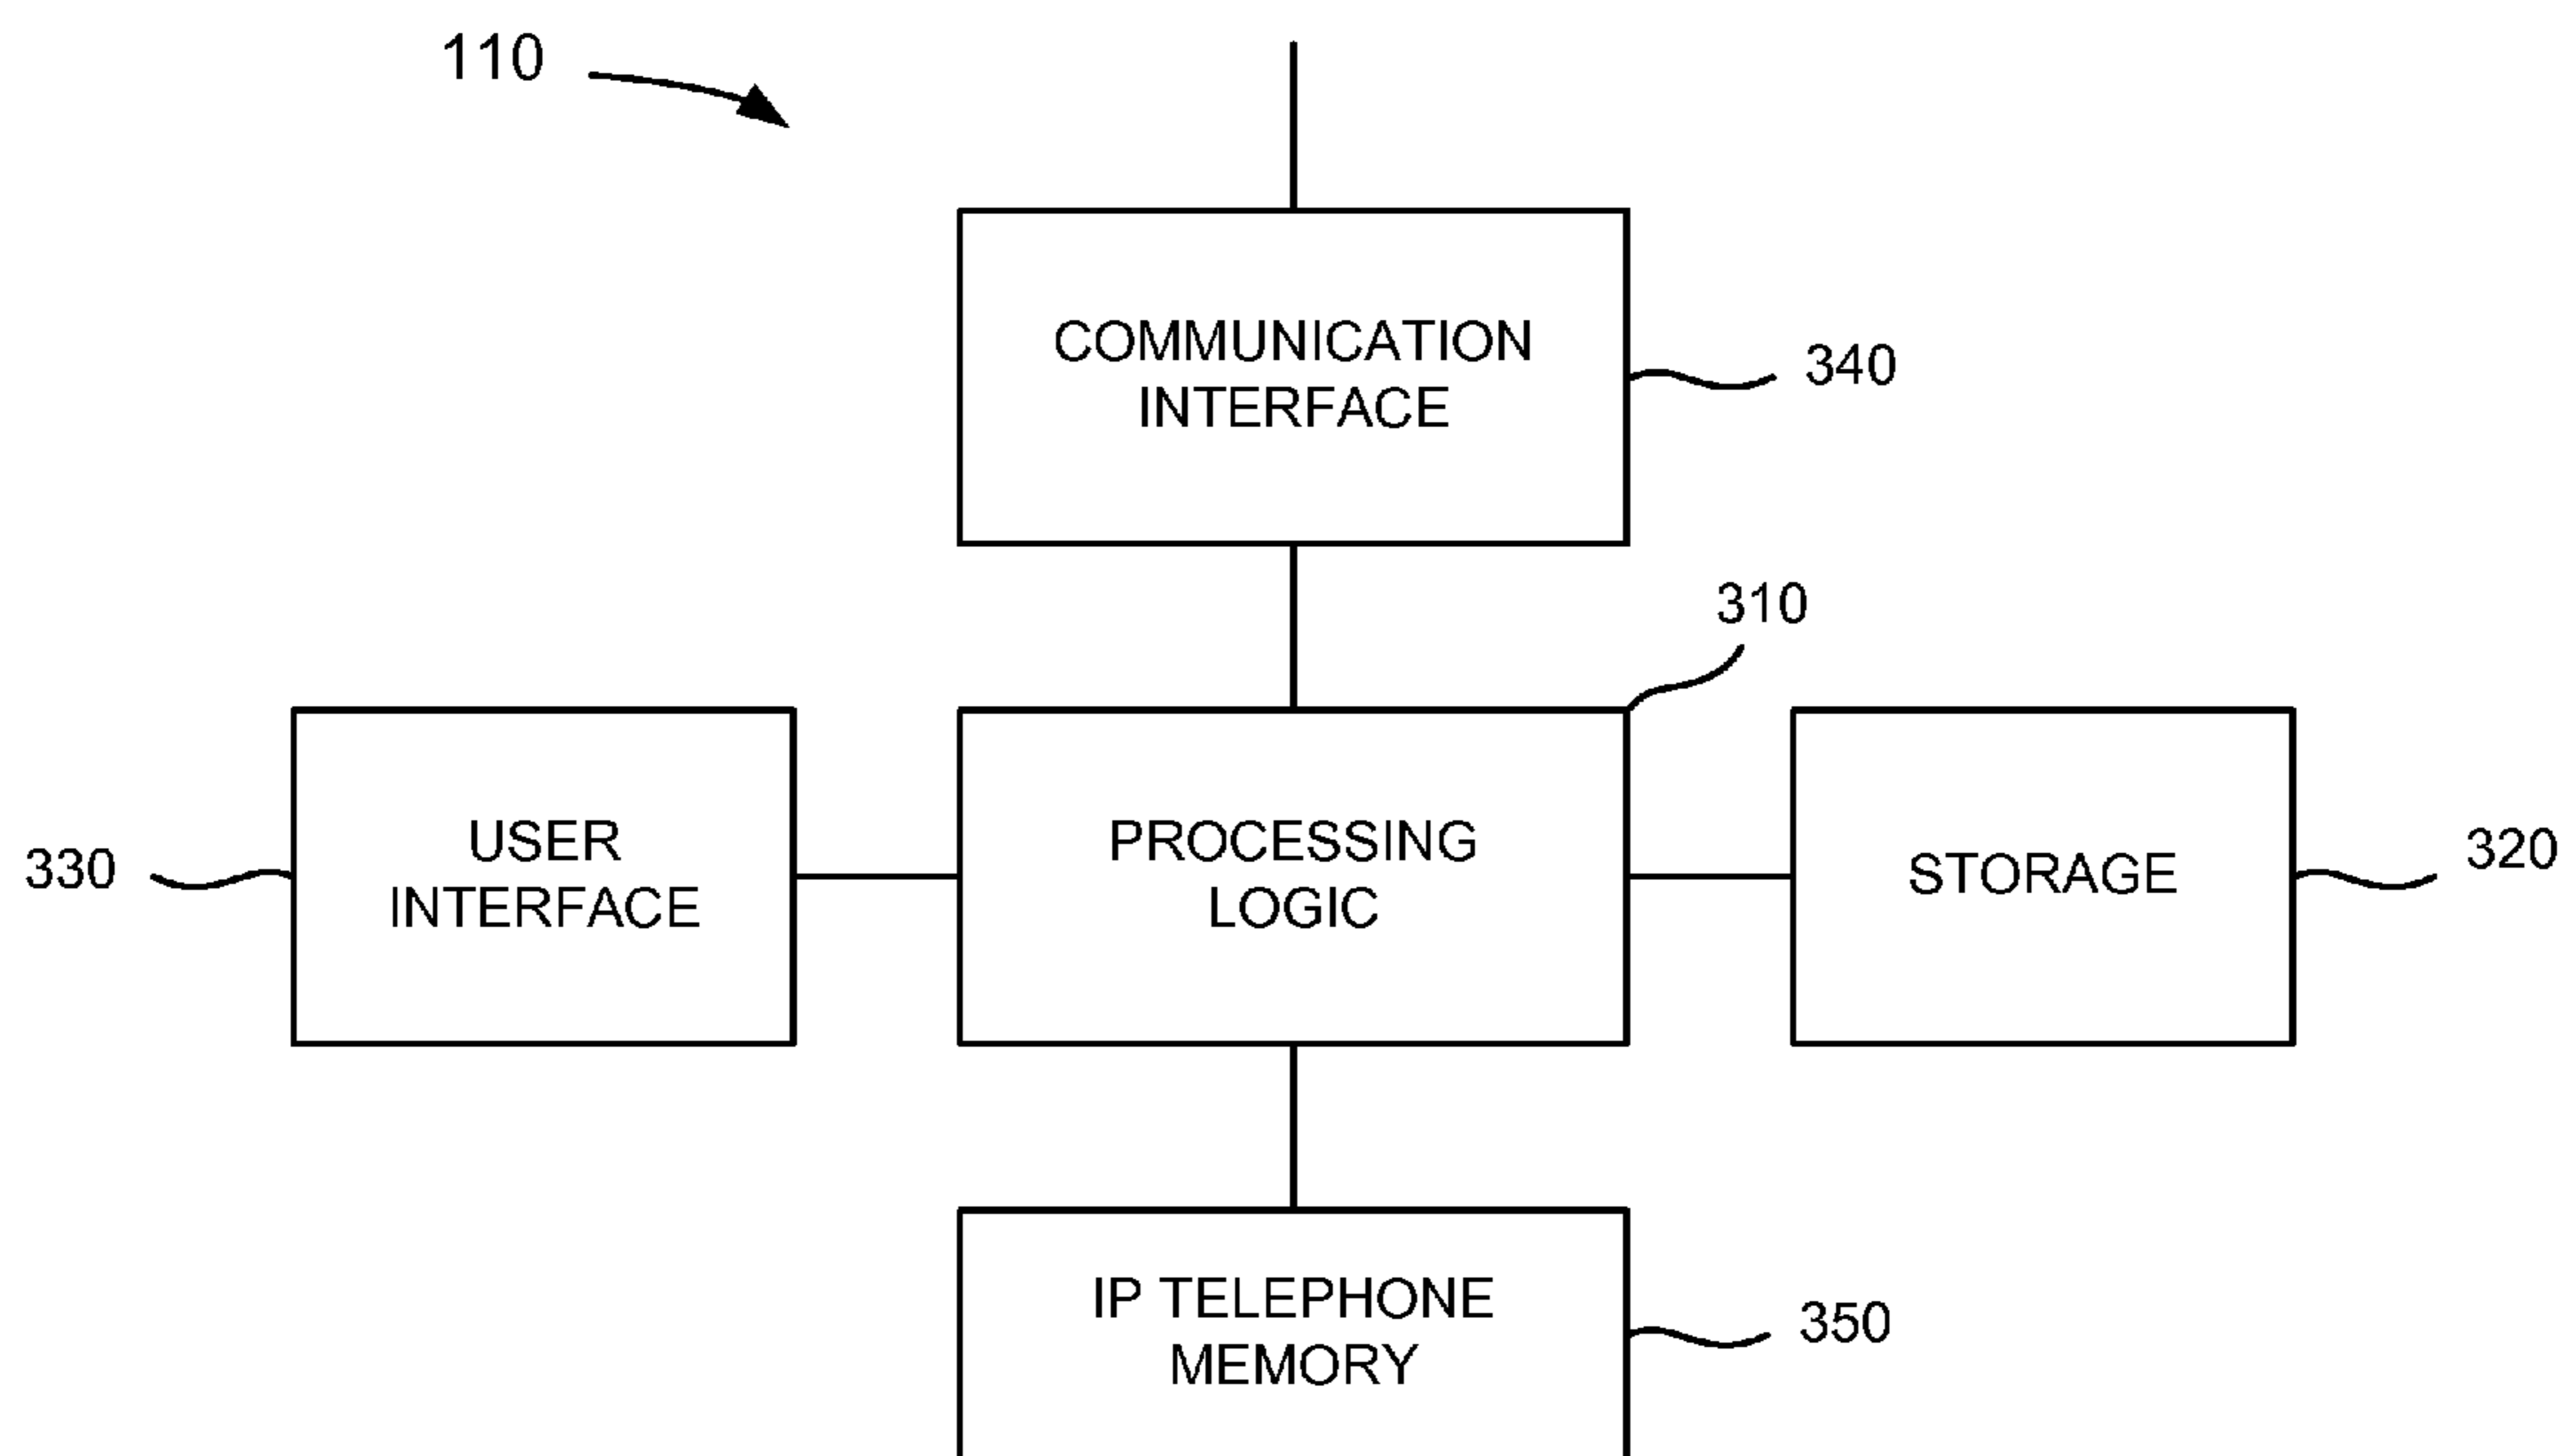 110
COMMUNICATION
INTERFACE
340
310
USER
INTERFACE
330
PROCESSING
LOGIC
STORAGE
320
IP TELEPHONE
MEMORY
350